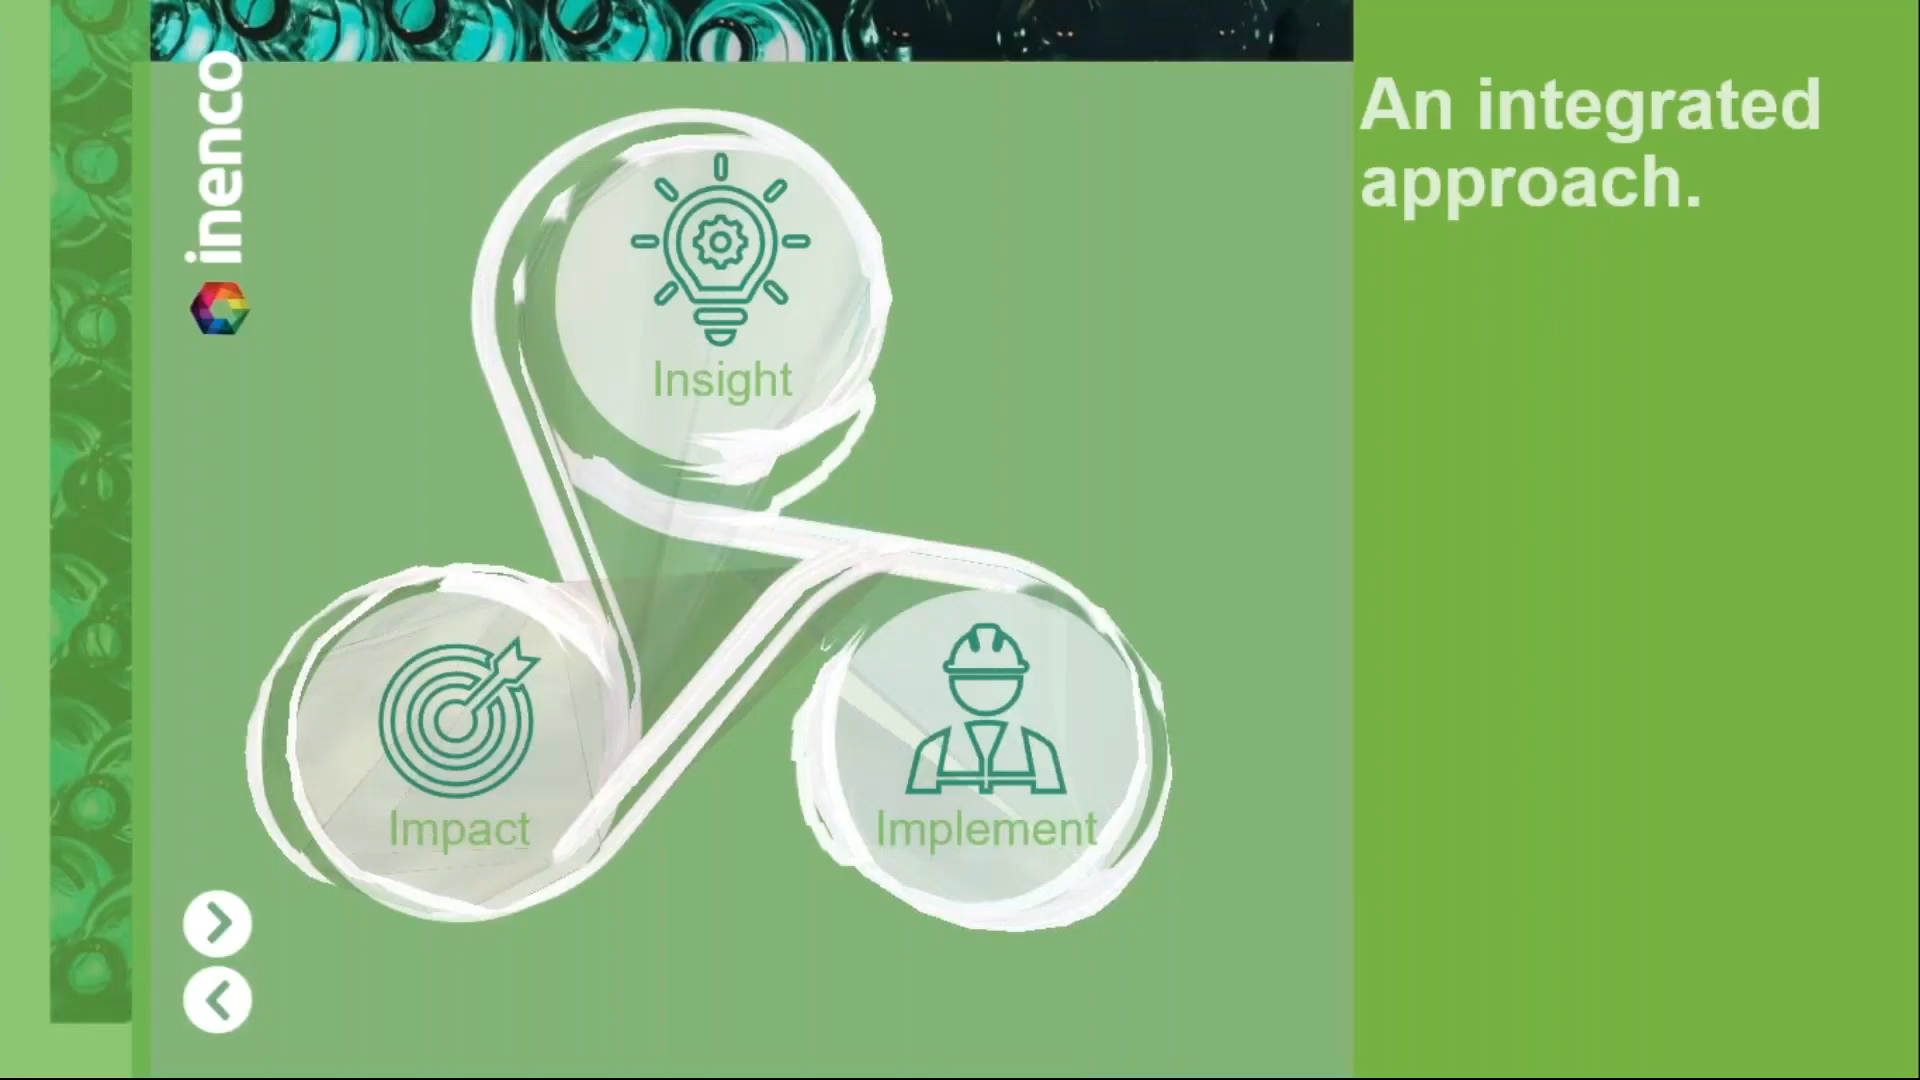 inenco
An integrated
approach.
Insight
Impact
Implement